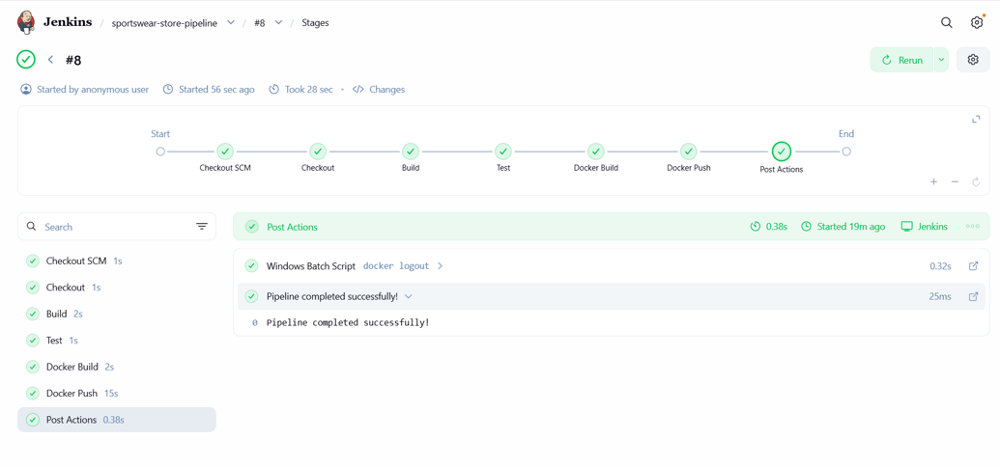 Jenkins / sportswear-store-pipeline / #8 / Stages
#8
Rerun
Started by anonymous user Started 56 sec ago Took 28 sec · </> Changes
Start End
Checkout SCM Checkout Build Test Docker Build Docker Push Post Actions
Search
Checkout SCM 1s
Checkout 1s
Build 2s
Test 1s
Docker Build 2s
Docker Push 15s
Post Actions 0.38s
Post Actions 0.38s Started 19m ago Jenkins
Windows Batch Script docker logout 0.32s
Pipeline completed successfully! 25ms
0 Pipeline completed successfully!